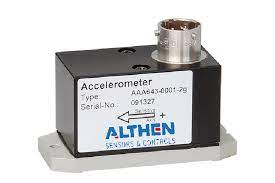 Accelerometer
Type: AAA643-0001-2g
Serial-No.: 091327
+
ALTHEN
SENSORS & CONTROLS